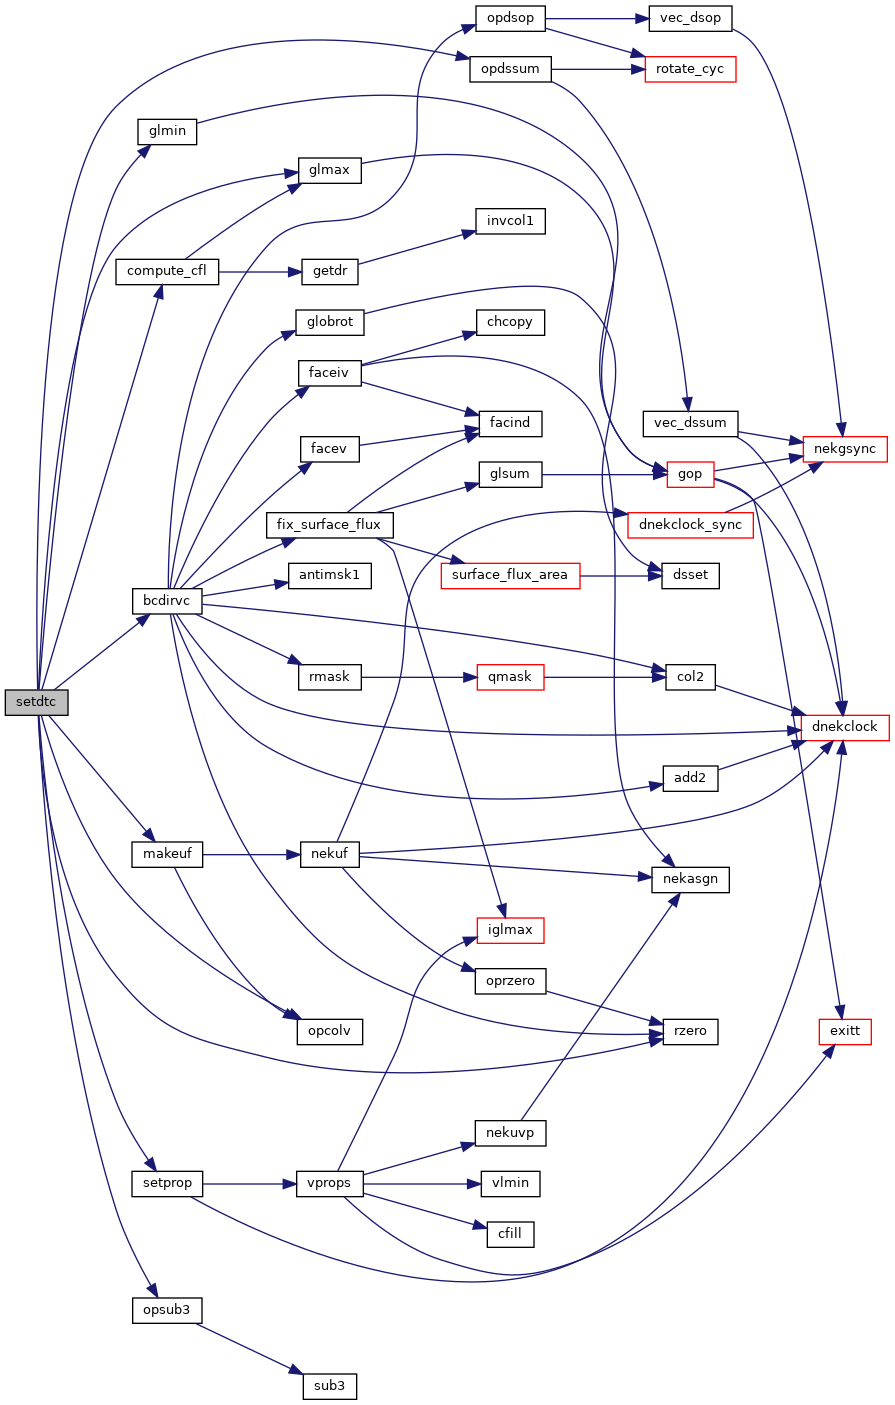 opdsop
vec_dsop
opdssum
rotate_cyc
glmin
glmax
invcol1
compute_cfl
getdr
globrot
chcopy
faceiv
facind
vec_dssum
facev
nekgsync
glsum
gop
fix_surface_flux
dnekclock_sync
antimsk1
surface_flux_area
dsset
bcdirvc
rmask
qmask
col2
setdtc
dnekclock
add2
makeuf
nekuf
nekasgn
iglmax
oprzero
opcolv
rzero
exitt
nekuvp
setprop
vprops
vlmin
cfill
opsub3
sub3